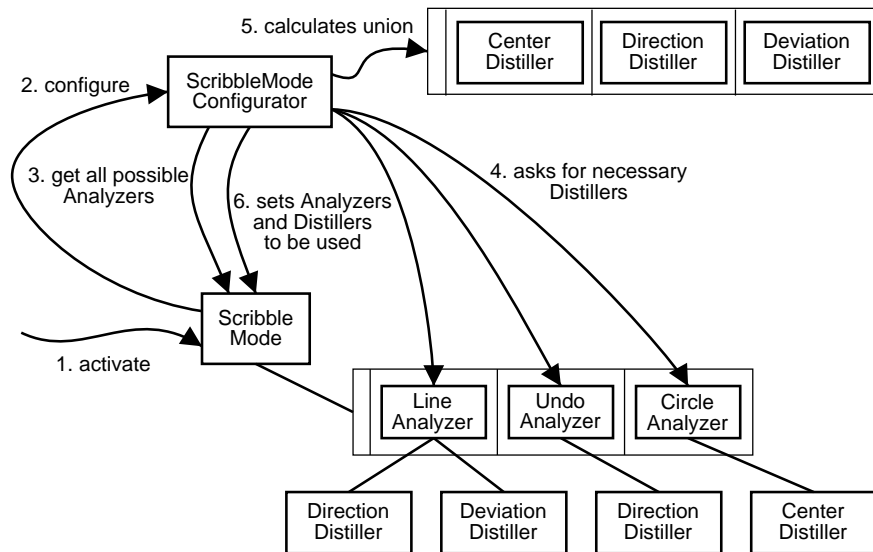 5. calculates union
Center
Distiller
Direction
Distiller
Deviation
Distiller
2. configure
ScribbleMode
Configurator
3. get all possible
Analyzers
6. sets Analyzers
and Distillers
to be used
4. asks for necessary
Distillers
Scribble
Mode
1. activate
Line
Analyzer
Undo
Analyzer
Circle
Analyzer
Direction
Distiller
Deviation
Distiller
Direction
Distiller
Center
Distiller